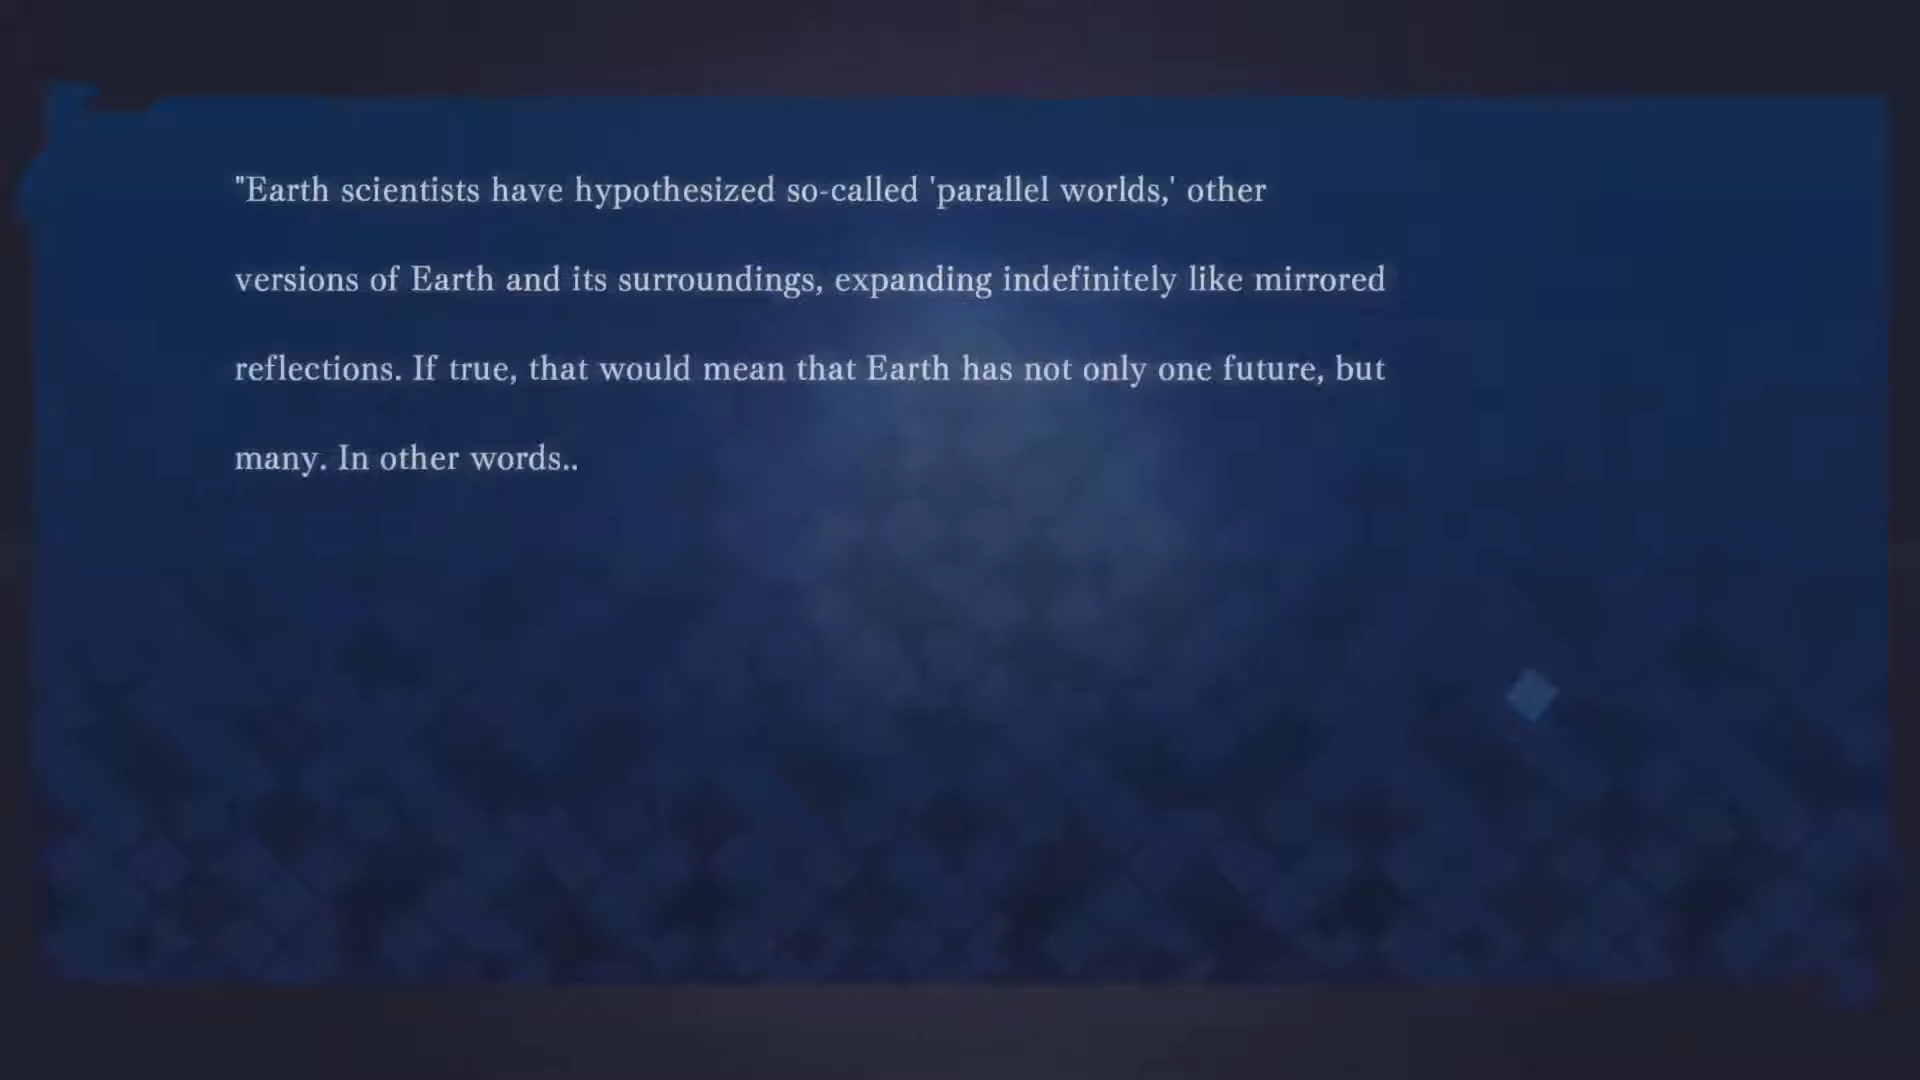 "Earth scientists have hypothesized so-called 'parallel worlds,' other
versions of Earth and its surroundings, expanding indefinitely like mirrored
reflections. If true, that would mean that Earth has not only one future, but
many. In other words..